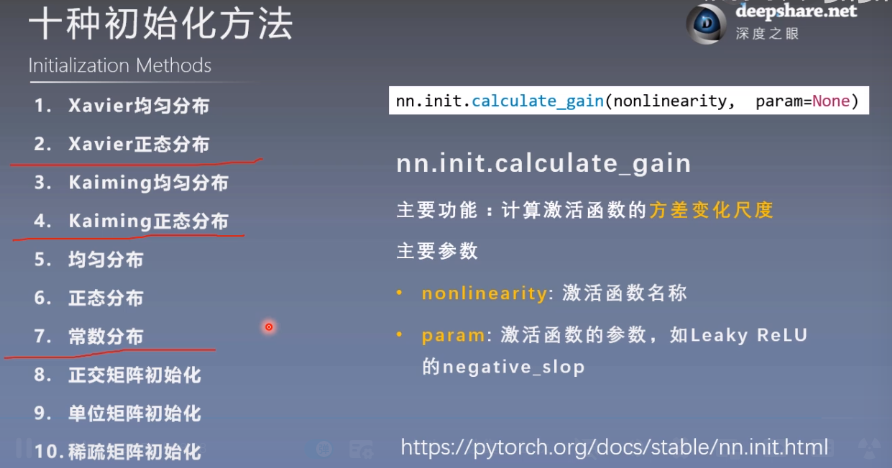 十种初始化方法
Initialization Methods
1. Xavier均匀分布
2. Xavier正态分布
3. Kaiming均匀分布
4. Kaiming正态分布
5. 均匀分布
6. 正态分布
7. 常数分布
8. 正交矩阵初始化
9. 单位矩阵初始化
10. 稀疏矩阵初始化
deepshare.net
深度之眼
nn.init.calculate_gain(nonlinearity, param=None)
nn.init.calculate_gain
主要功能：计算激活函数的方差变化尺度
主要参数
• nonlinearity: 激活函数名称
• param: 激活函数的参数，如Leaky ReLU
的negative_slop
https://pytorch.org/docs/stable/nn.init.html